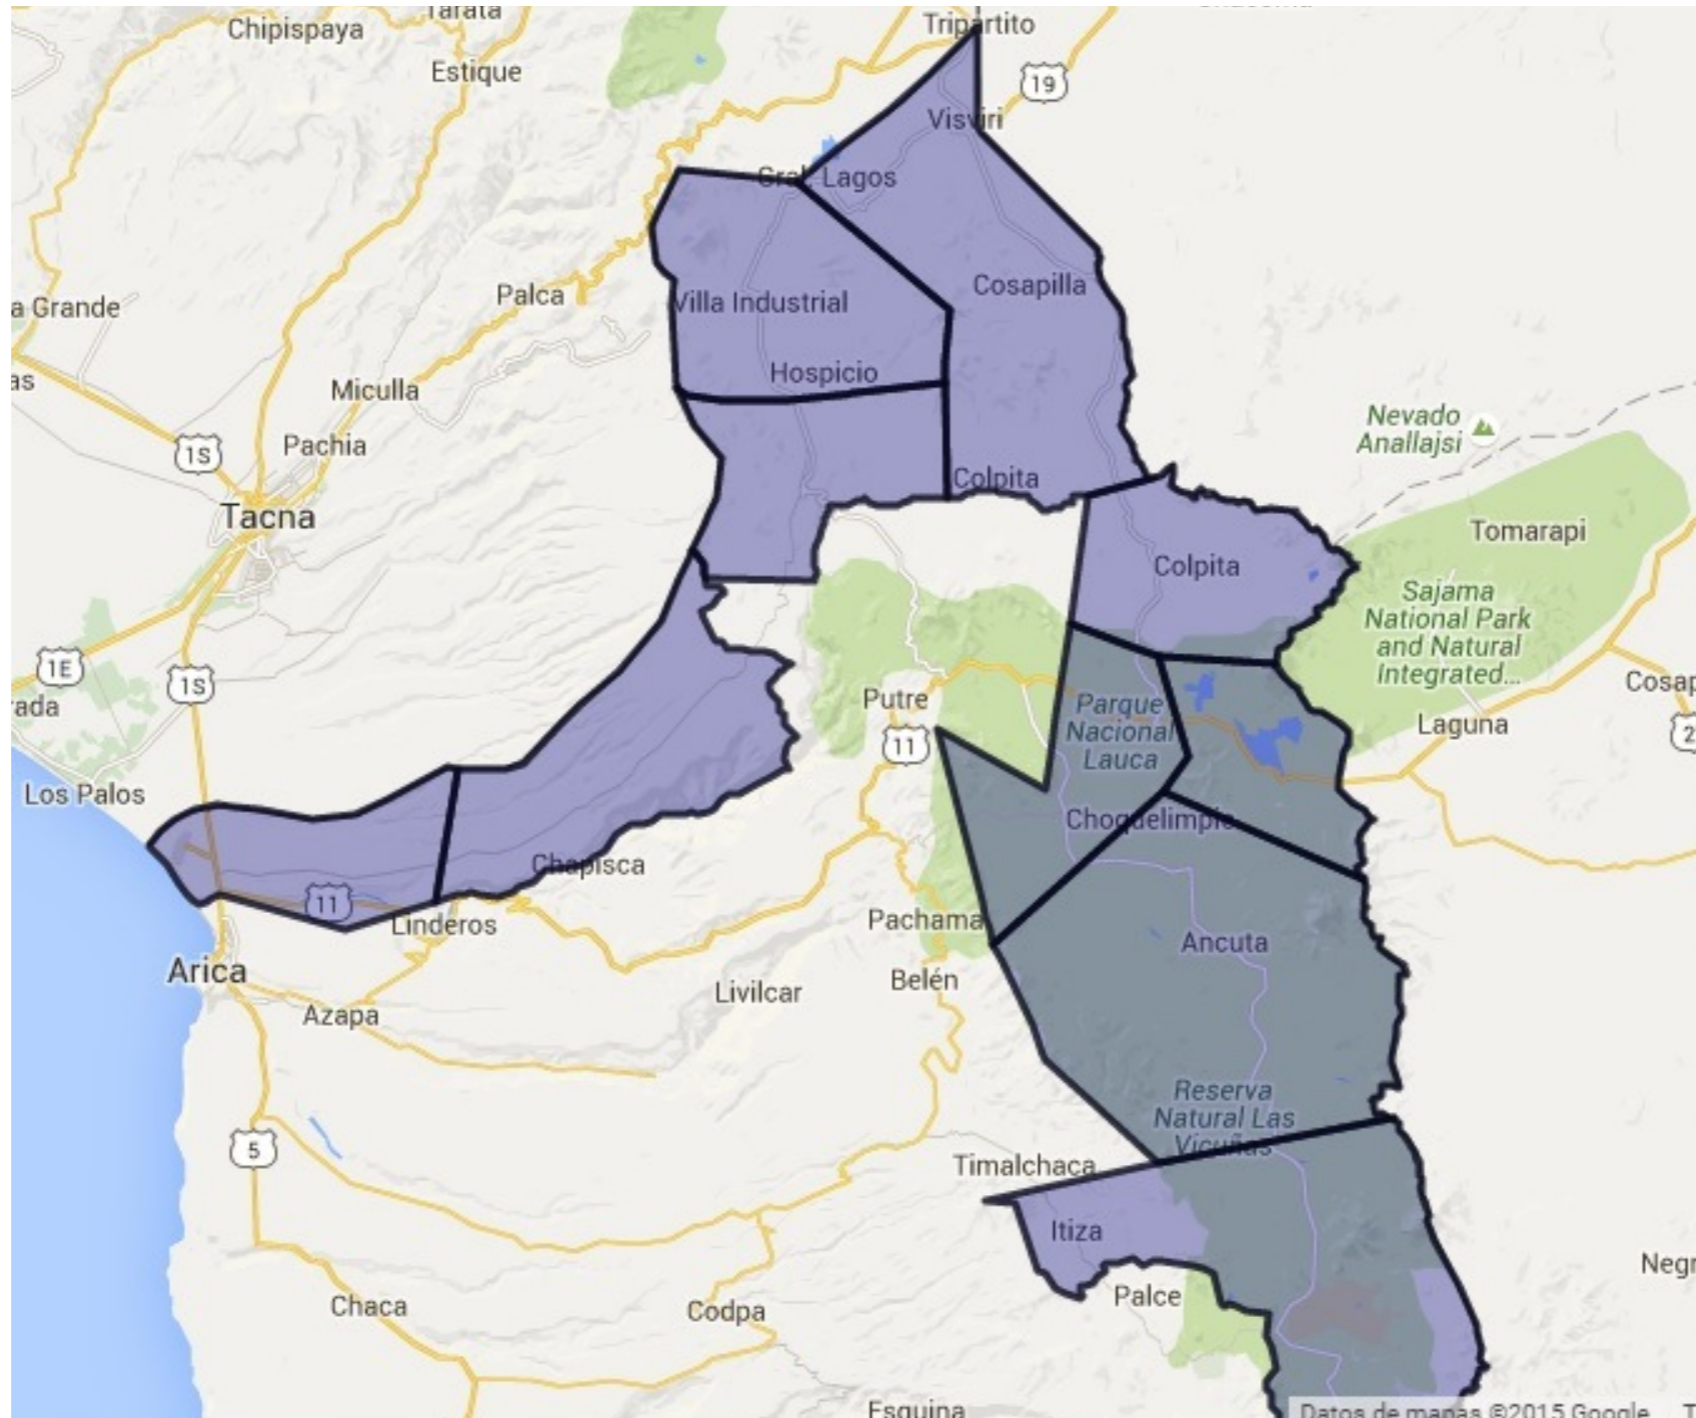 Tarata
Chipispaya
Tripartito
Estique
19
Visviri
Gral. Lagos
Cosapilla
Palca
Villa Industrial
a Grande
Hospicio
as
Miculla
Nevado
Anallajsi
Pachia
1S
Colpita
Tacna
Tomarapi
Colpita
Sajama
National Park
and Natural
Integrated...
1E
1S
Putre
Parque
Nacional
Lauca
Cosap
rada
Laguna
2
11
Los Palos
Choquelimpie
Chapisca
11
Linderos
Pachama
Ancuta
Arica
Belén
Livilcar
Azapa
Reserva
Natural Las
Vicuñas
5
Timalchaca
Itiza
Negr
Palce
Chaca
Codpa
Esquina
Datos de mapas ©2015 Google
T